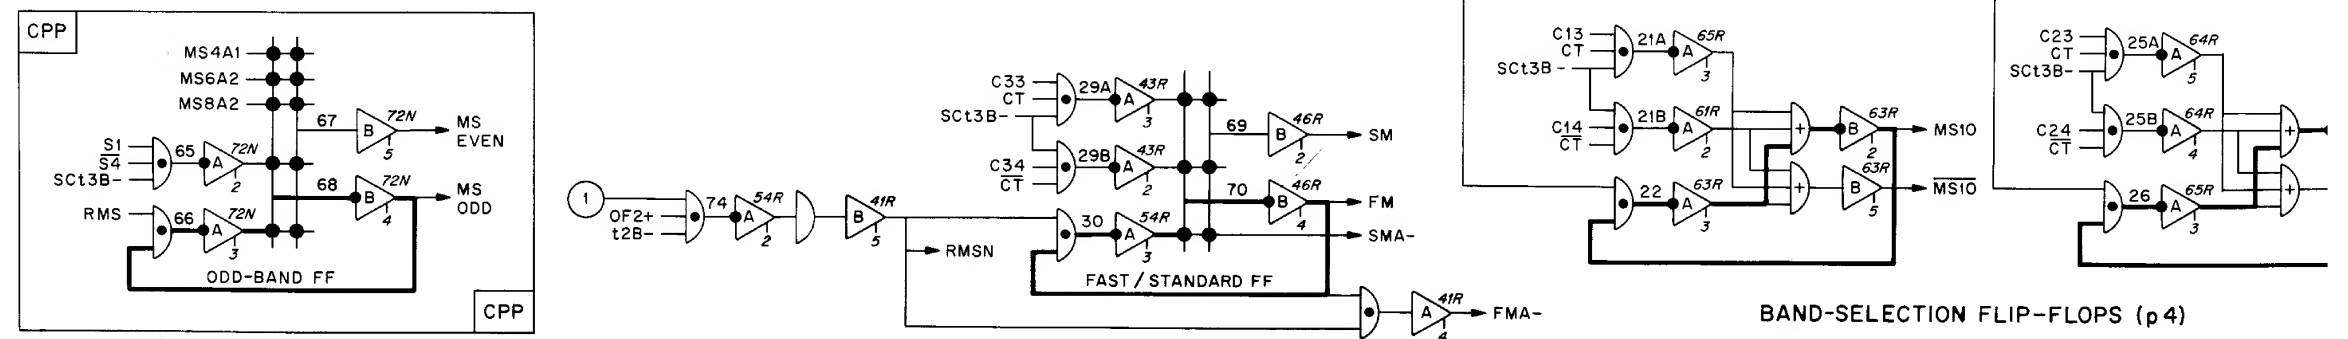 CPP
MS4A1
MS6A2
MS8A2
67
B
72N
5
MS
EVEN
S1
S̅4̅
SCt3B-
65
A
72N
2
68
B
72N
4
MS
ODD
RMS
66
A
72N
3
ODD-BAND FF
CPP
1
OF2+
t2B-
74
A
54R
2
B
41R
5
RMSN
C33
CT
SCt3B-
29A
A
43R
3
C34
C̅T̅
29B
A
43R
2
69
B
46R
2
SM
70
B
46R
4
FM
30
A
54R
3
SMA-
FAST/STANDARD FF
A
41R
4
FMA-
C13
CT
SCt3B-
21A
A
65R
3
C14
C̅T̅
21B
A
61R
2
+
B
63R
2
MS10
22
A
63R
3
+
B
63R
5
M̅S̅1̅0̅
C23
CT
SCt3B-
25A
A
64R
5
C24
C̅T̅
25B
A
64R
4
+
26
A
65R
3
+
BAND-SELECTION FLIP-FLOPS (p4)